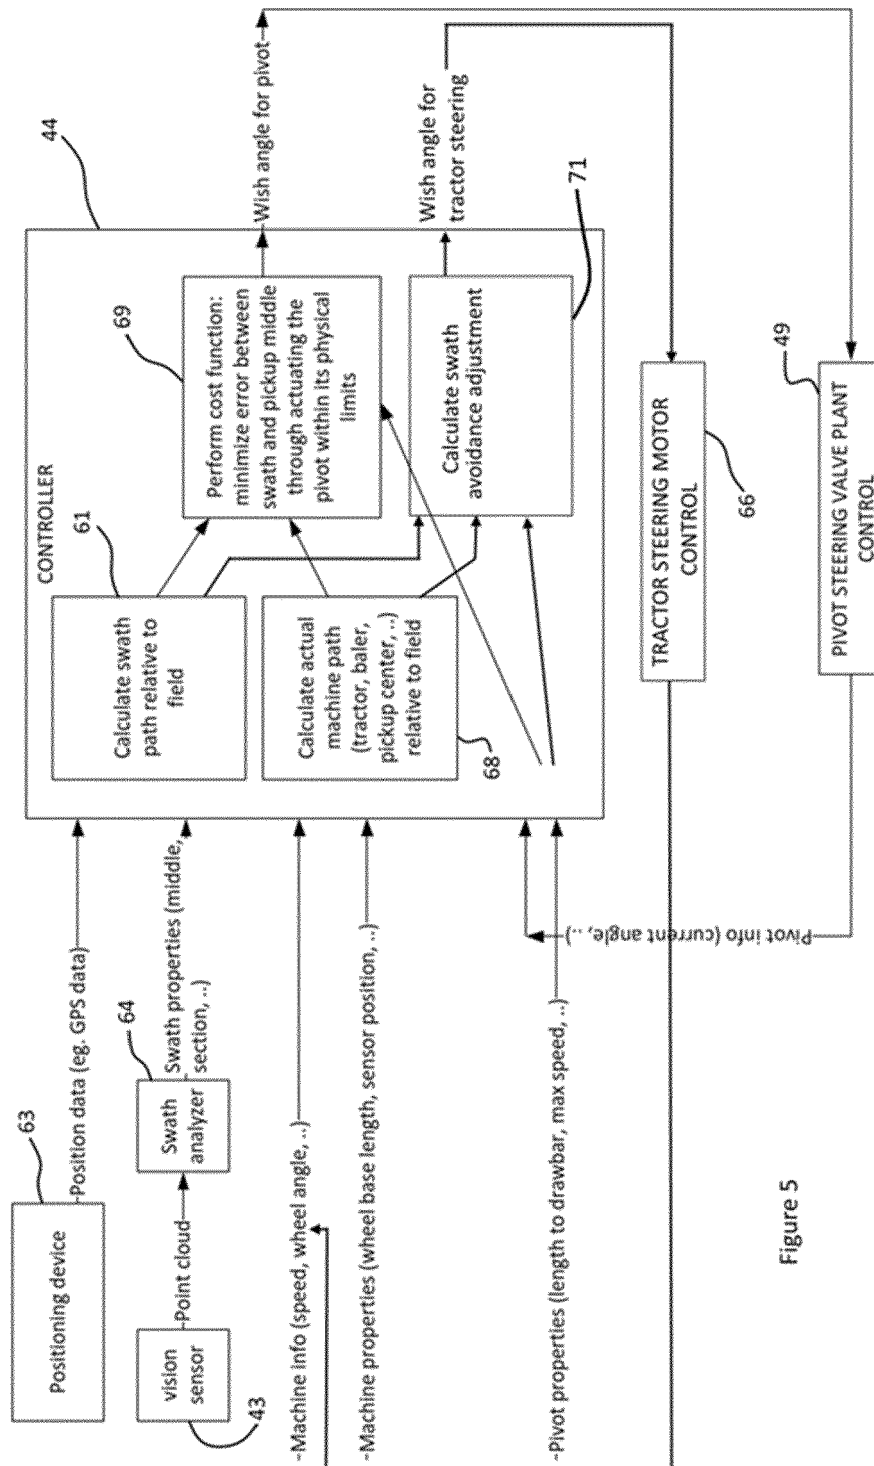 63
Positioning device
Position data (eg. GPS data)
43
vision
sensor
Point cloud
64
Swath
analyzer
Swath properties (middle,
section, ..)
-Machine info (speed, wheel angle, ..)
-Machine properties (wheel base length, sensor position, ..)
-Pivot properties (length to drawbar, max speed, ..)
Pivot info (current angle, ..)
44
CONTROLLER
61
Calculate swath
path relative to
field
Calculate actual
machine path
(tractor, baler,
pickup center, ..)
relative to field
68
69
Perform cost function:
minimize error between
swath and pickup middle
through actuating the
pivot within its physical
limits
Calculate swath
avoidance adjustment
71
Wish angle for pivot
Wish angle for
tractor steering
TRACTOR STEERING MOTOR
CONTROL
66
49
PIVOT STEERING VALVE PLANT
CONTROL
Figure 5